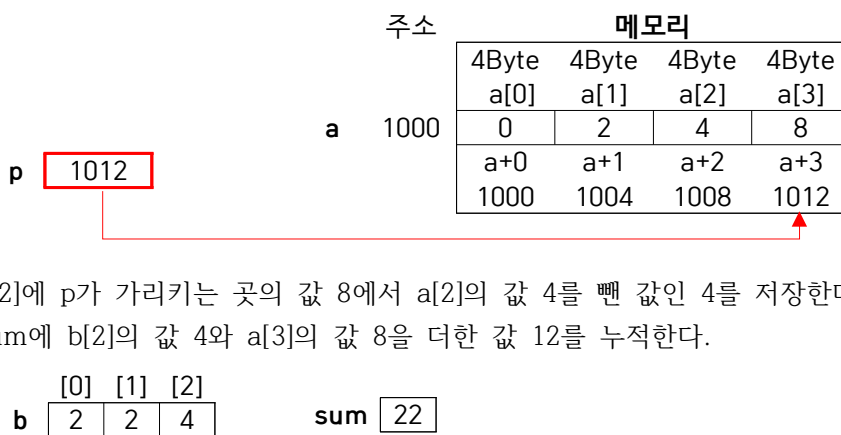 주소 메모리
4Byte 4Byte 4Byte 4Byte
a[0] a[1] a[2] a[3]
a 1000 0 2 4 8
p 1012
a+0 a+1 a+2 a+3
1000 1004 1008 1012
2]에 p가 가리키는 곳의 값 8에서 a[2]의 값 4를 뺀 값인 4를 저장한다
um에 b[2]의 값 4와 a[3]의 값 8을 더한 값 12를 누적한다.
[0] [1] [2]
b 2 2 4 sum 22